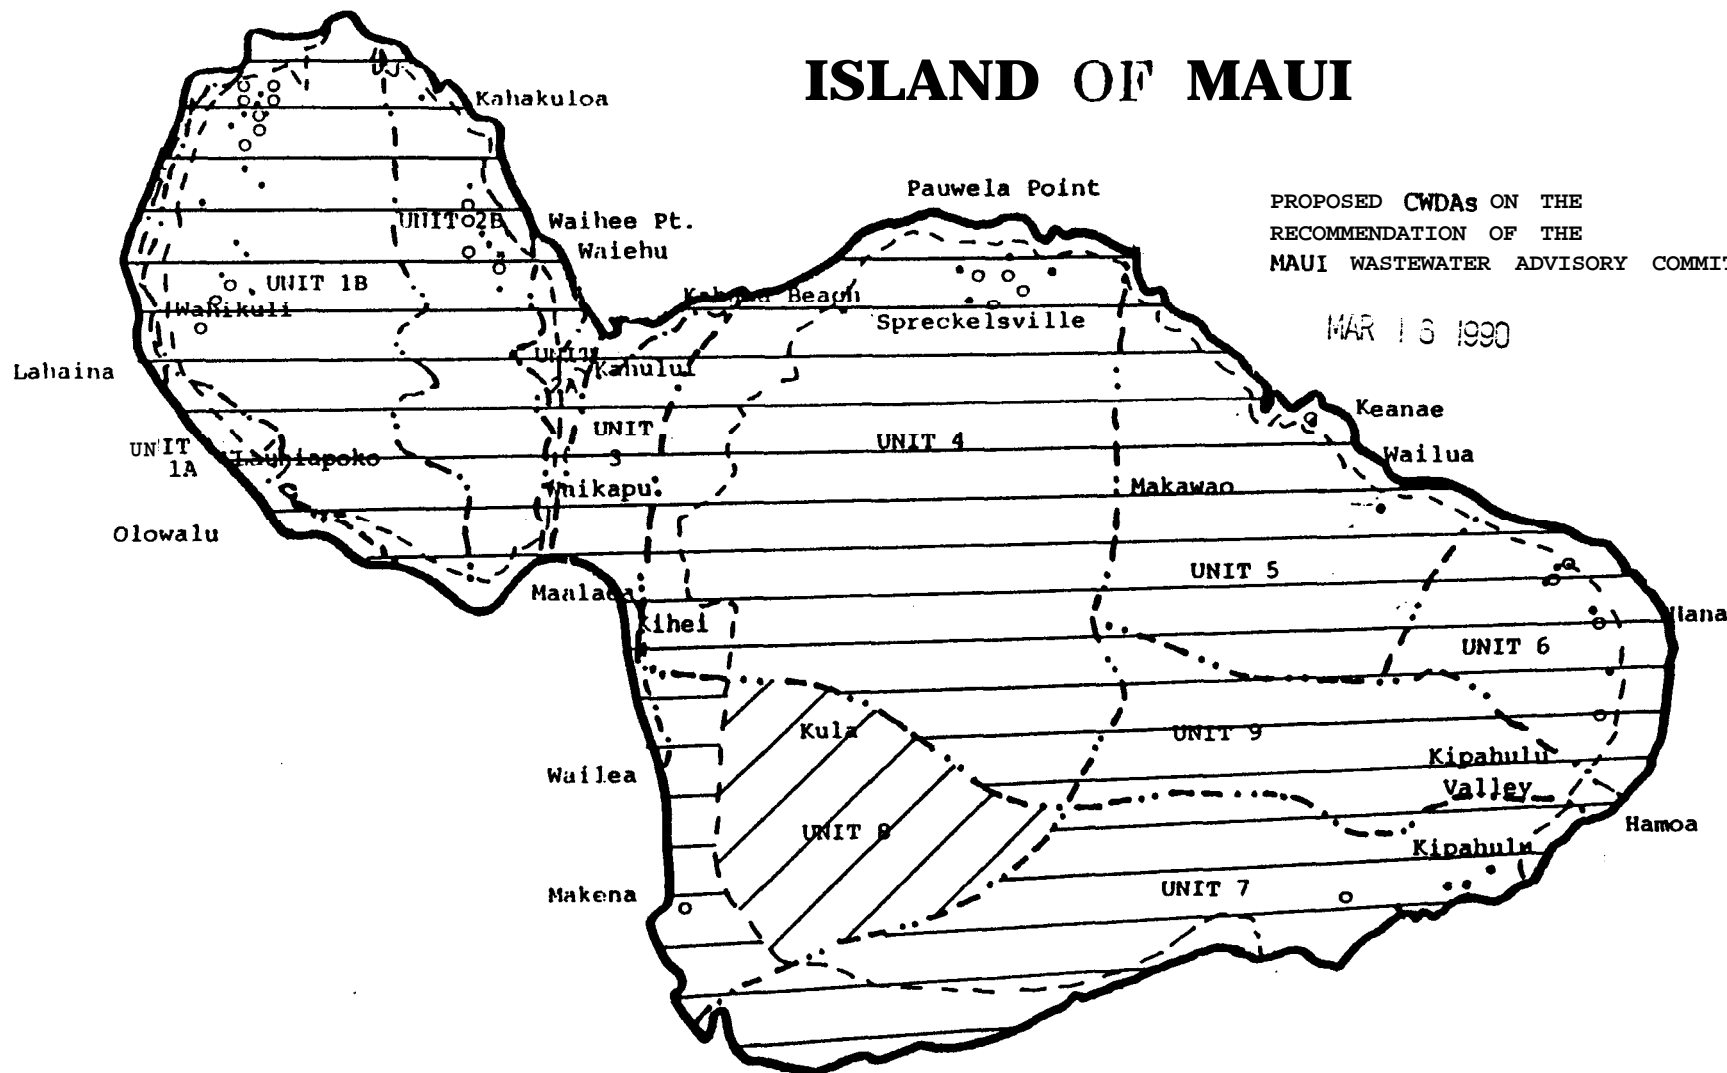 ISLAND OF MAUI
Kahakuloa
Pauwela Point
PROPOSED CWDAs ON THE
RECOMMENDATION OF THE
MAUI WASTEWATER ADVISORY
MAR 1990
UNIT 2B
Waihee Pt.
Waiehu
UNIT 1B
Beach
Wahikuli
Spreckelsville
UNIT
2A
Kahului
Lahaina
Keanae
UNIT
3
UNIT 4
UNIT
1A
Wailua
Makawao
Olowalu
UNIT 5
Maalaea
Kihei
Hana
UNIT 6
Kula
UNIT 9
Kipahulu
Valley
Wailea
UNIT 8
Hamoa
Kipahulu
Makena
UNIT 7